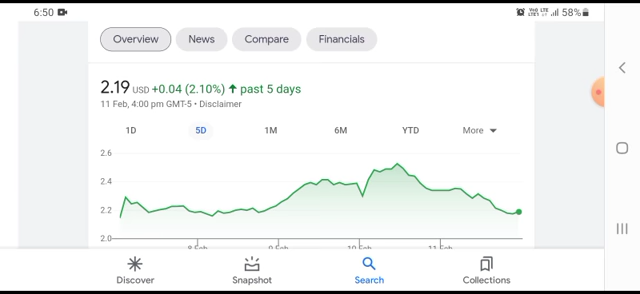 6:50
58%
Overview News Compare Financials
2.19 USD +0.04 (2.10%) ↑ past 5 days
11 Feb, 4:00 pm GMT-5 • Disclaimer
1D 5D 1M 6M YTD More
2.6
2.4
2.2
2.0
8 Feb 9 Feb 10 Feb 11 Feb
Discover Snapshot Search Collections